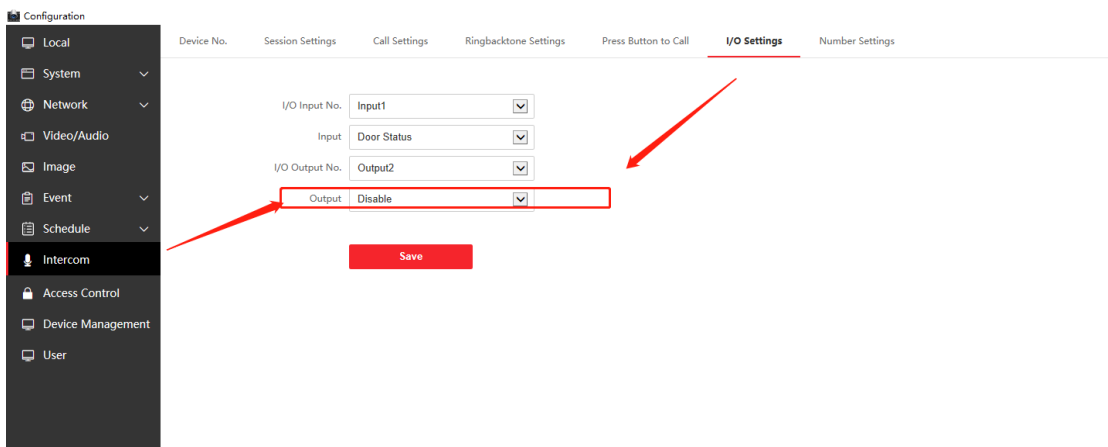 Configuration
Local
System
Network
Video/Audio
Image
Event
Schedule
Intercom
Access Control
Device Management
User
Device No. Session Settings Call Settings Ringbacktone Settings Press Button to Call I/O Settings Number Settings
I/O Input No. Input1
Input Door Status
I/O Output No. Output2
Output Disable
Save